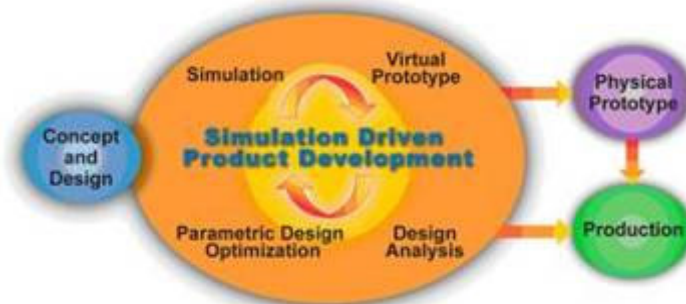 Simulation
Virtual
Prototype
Physical
Prototype
Concept
and
Design
Simulation Driven
Product Development
Parametric Design
Optimization
Design
Analysis
Production